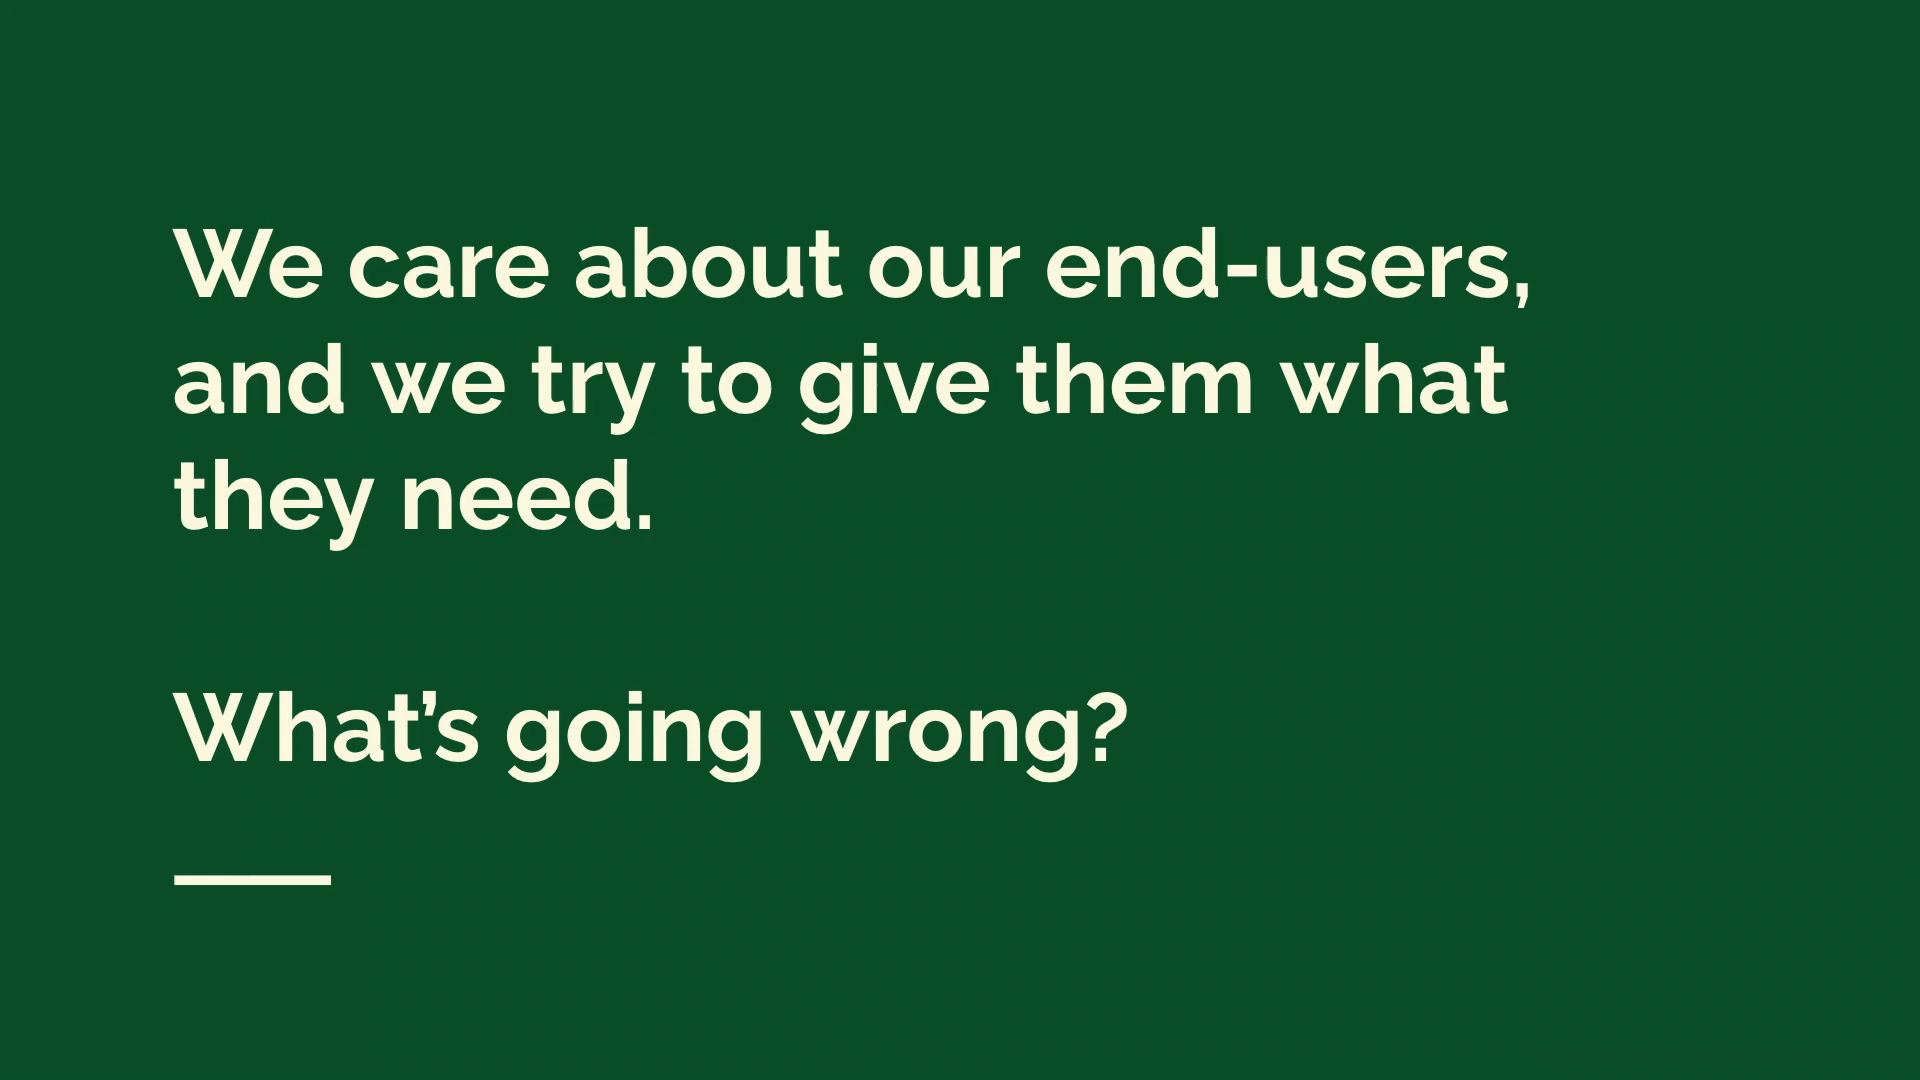 We care about our end-users,
and we try to give them what
they need.
What’s going wrong?